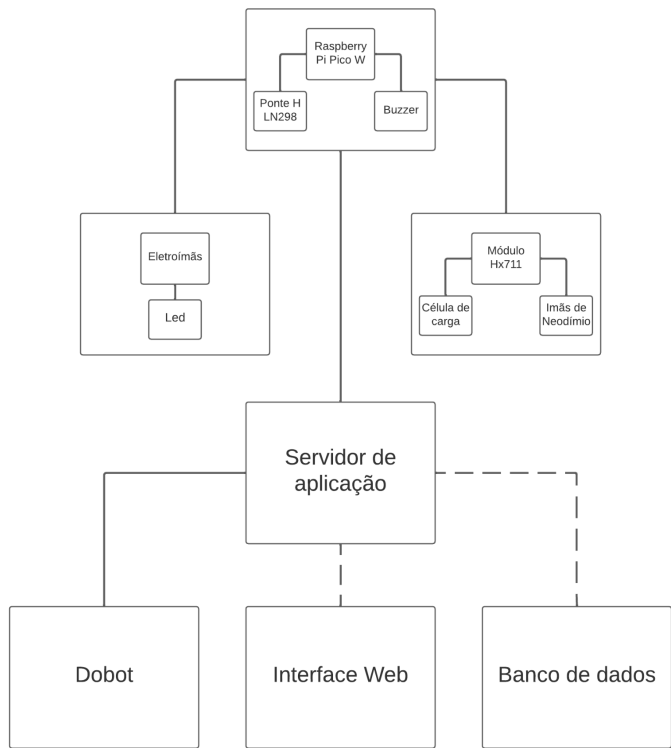 Raspberry
Pi Pico W
Ponte H
LN298
Buzzer
Eletroímãs
Led
Módulo
Hx711
Célula de
carga
Imãs de
Neodímio
Servidor de
aplicação
Dobot
Interface Web
Banco de dados